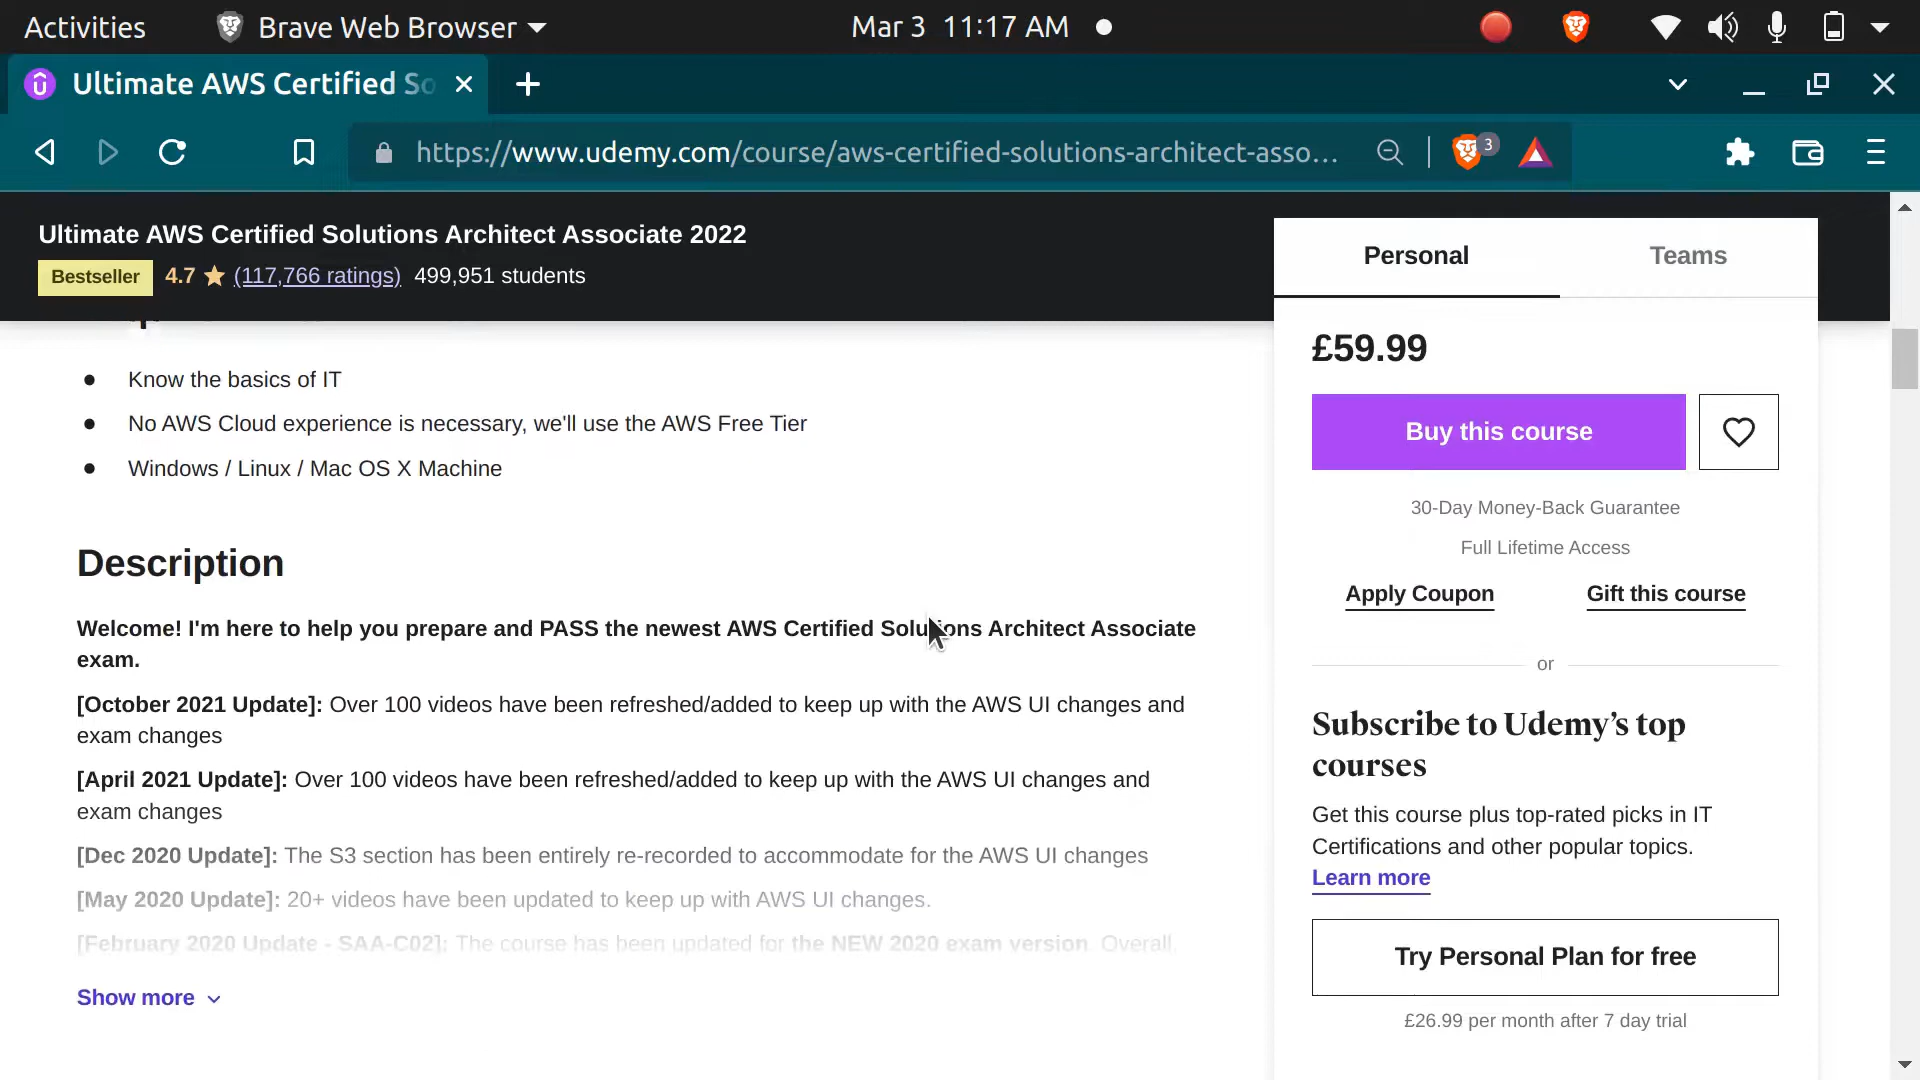 Activities
Brave Web Browser
Mar 3 11:17 AM
Ultimate AWS Certified So
https://www.udemy.com/course/aws-certified-solutions-architect-asso…
3
Ultimate AWS Certified Solutions Architect Associate 2022
Bestseller 4.7 (117,766 ratings) 499,951 students
Know the basics of IT
No AWS Cloud experience is necessary, we'll use the AWS Free Tier
Windows / Linux / Mac OS X Machine
Description
Welcome! I'm here to help you prepare and PASS the newest AWS Certified Solutions Architect Associate
exam.
[October 2021 Update]: Over 100 videos have been refreshed/added to keep up with the AWS UI changes and
exam changes
[April 2021 Update]: Over 100 videos have been refreshed/added to keep up with the AWS UI changes and
exam changes
[Dec 2020 Update]: The S3 section has been entirely re-recorded to accommodate for the AWS UI changes
[May 2020 Update]: 20+ videos have been updated to keep up with AWS UI changes.
[February 2020 Update - SAA-C02]: The course has been updated for the NEW 2020 exam version. Overall,
Show more
Personal
Teams
£59.99
Buy this course
30-Day Money-Back Guarantee
Full Lifetime Access
Apply Coupon
Gift this course
or
Subscribe to Udemy’s top
courses
Get this course plus top-rated picks in IT
Certifications and other popular topics.
Learn more
Try Personal Plan for free
£26.99 per month after 7 day trial